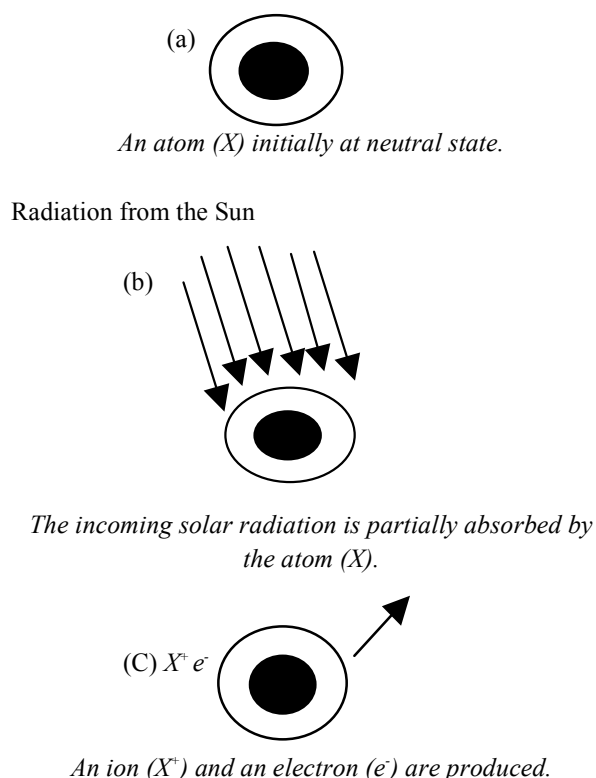 (a)
An atom (X) initially at neutral state.
Radiation from the Sun
(b)
The incoming solar radiation is partially absorbed by
the atom (X).
(C) X⁺ e⁻
An ion (X⁺) and an electron (e⁻) are produced.